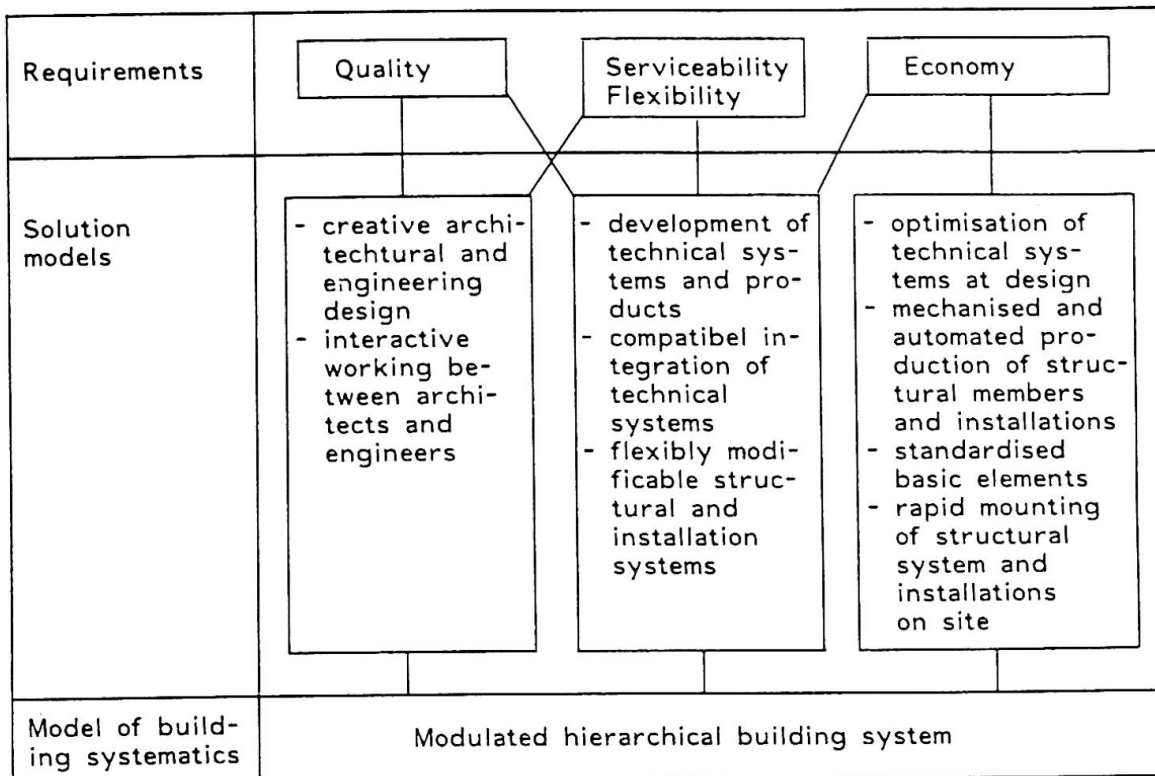 Requirements
Quality
Serviceability
Flexibility
Economy
Solution
models
- creative archi-
techtural and
engineering
design
- interactive
working be-
tween archi-
tects and
engineers
- development of
technical sys-
tems and pro-
ducts
- compatibel in-
tegration of
technical
systems
- flexibly modi-
ficable struc-
tural and
installation
systems
- optimisation of
technical sys-
tems at design
- mechanised and
automated pro-
duction of struc-
tural members
and installations
- standardised
basic elements
- rapid mounting
of structural
system and
installations
on site
Model of build-
ing systematics
Modulated hierarchical building system